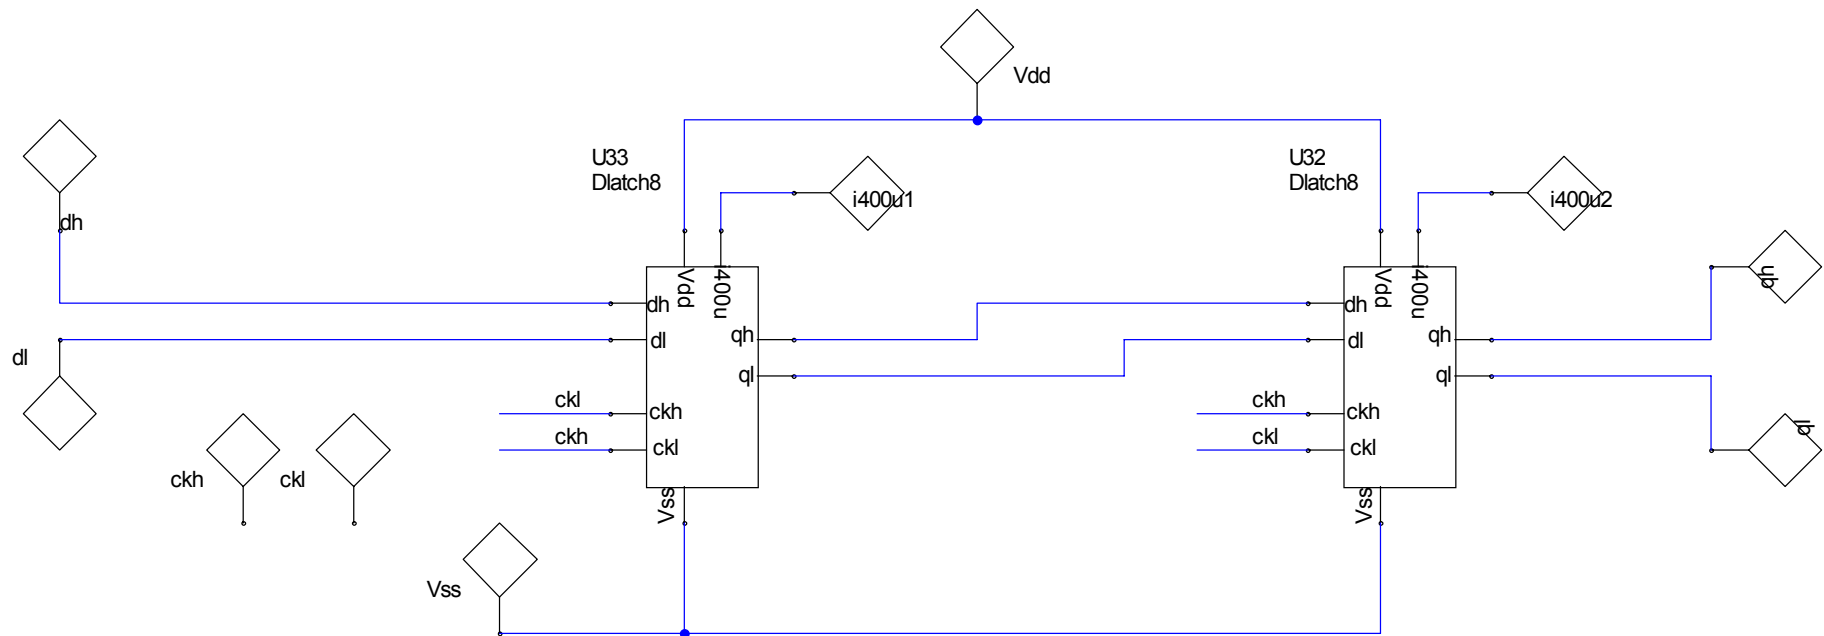 Vdd
U33
Dlatch8
U32
Dlatch8
i400u1
i400u2
dh
Vdd
i400u
Vdd
i400u
qh
dh
dh
dl
qh
dl
qh
dl
ql
ql
ckl
ckh
ckh
ckh
ql
ckh
ckl
ckl
ckl
ckh
ckl
Vss
Vss
Vss